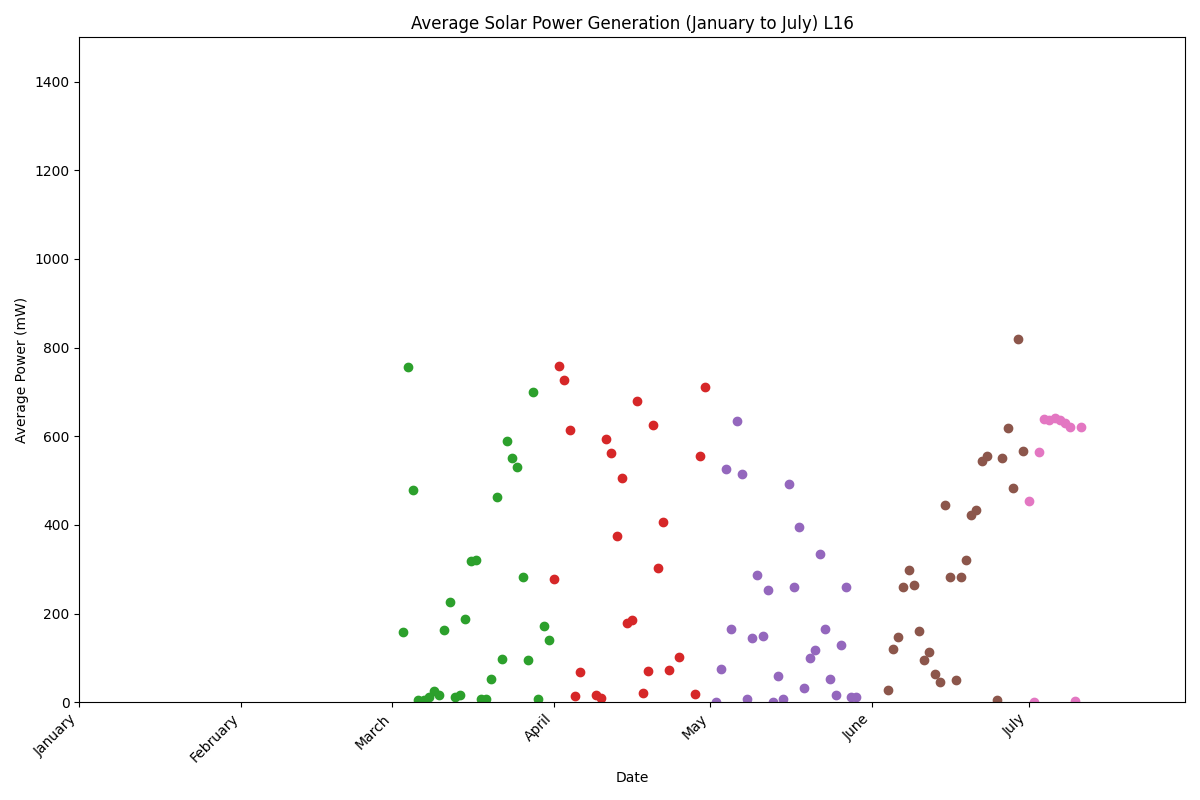 Average Solar Power Generation (January to July) L16
Average Power (mW)
1400
1200
1000
800
600
400
200
0
January
February
March
April
May
June
July
Date